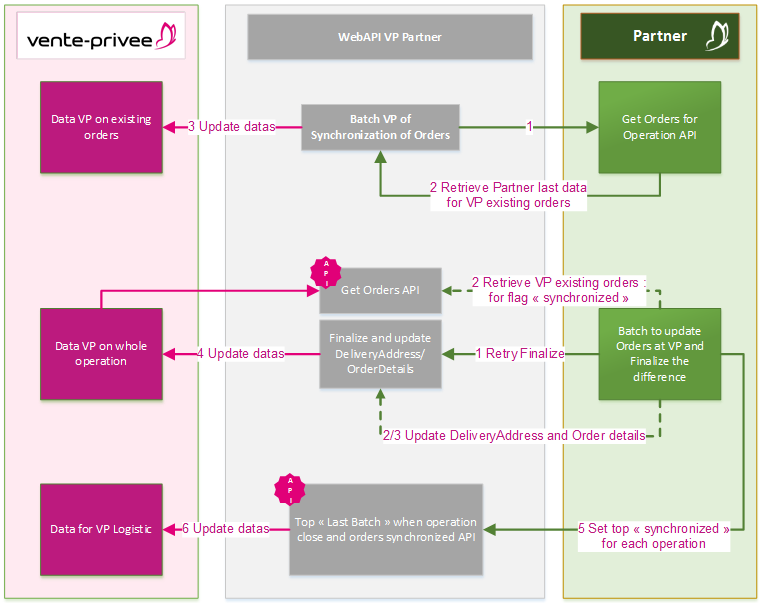 vente-privee
WebAPI VP Partner
Partner
Data VP on existing
orders
3 Update datas
Batch VP of
Synchronization of Orders
1
Get Orders for
Operation API
2 Retrieve Partner last data
for VP existing orders
A
P
I
Get Orders API
2 Retrieve VP existing orders :
for flag « synchronized »
Data VP on whole
operation
4 Update datas
Finalize and update
DeliveryAddress/
OrderDetails
1 Retry Finalize
Batch to update
Orders at VP and
Finalize the
difference
2/3 Update DeliveryAddress and Order details
A
P
I
Data for VP Logistic
6 Update datas
Top « Last Batch » when operation
close and orders synchronized API
5 Set top « synchronized »
for each operation